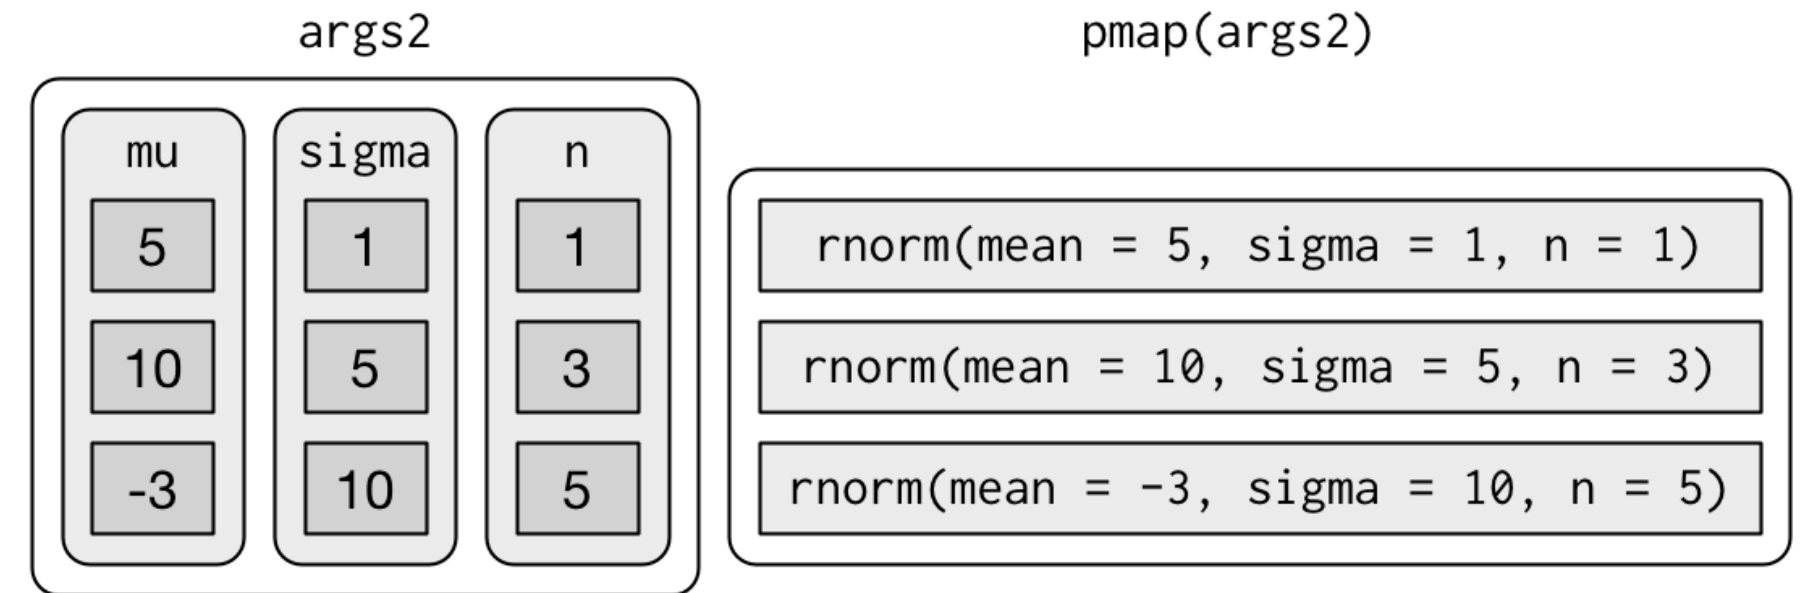 args2
pmap(args2)
mu sigma n
5 1 1
10 5 3
-3 10 5
rnorm(mean = 5, sigma = 1, n = 1)
rnorm(mean = 10, sigma = 5, n = 3)
rnorm(mean = -3, sigma = 10, n = 5)